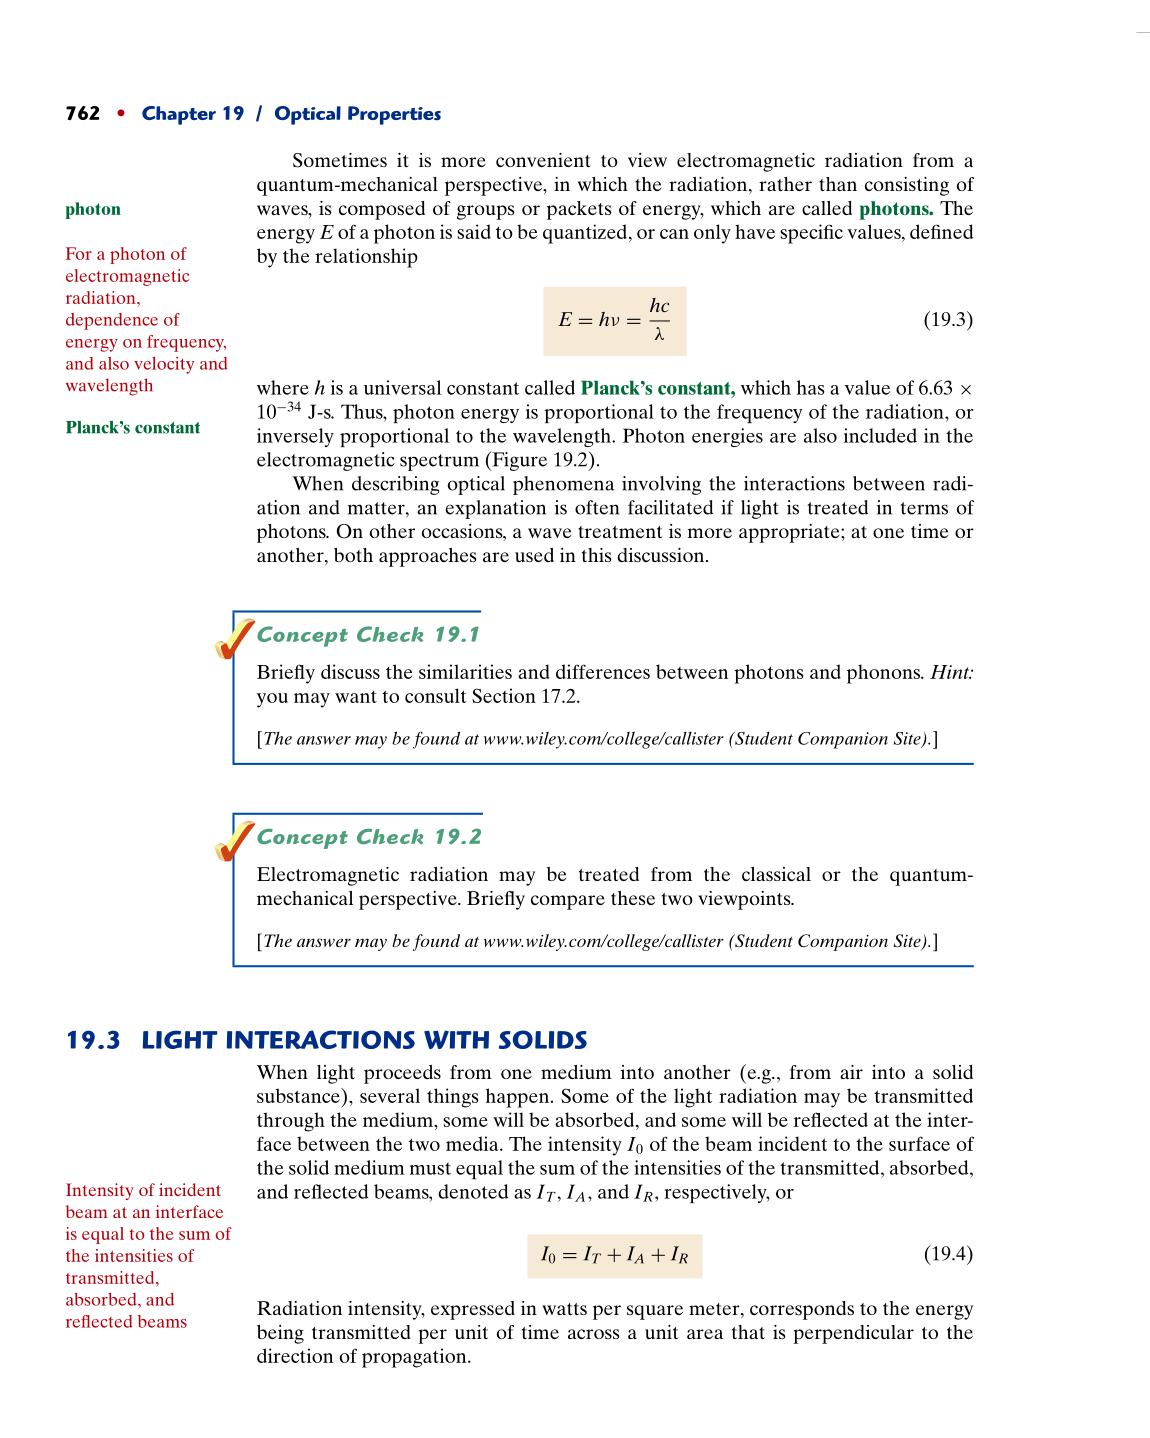 762 • Chapter 19 / Optical Properties
Sometimes it is more convenient to view electromagnetic radiation from a
quantum-mechanical perspective, in which the radiation, rather than consisting of
waves, is composed of groups or packets of energy, which are called photons. The
energy E of a photon is said to be quantized, or can only have specific values, defined
by the relationship
photon
For a photon of
electromagnetic
radiation,
dependence of
energy on frequency,
and also velocity and
wavelength
E = hν = hc/λ (19.3)
where h is a universal constant called Planck's constant, which has a value of 6.63 ×
10⁻³⁴ J-s. Thus, photon energy is proportional to the frequency of the radiation, or
inversely proportional to the wavelength. Photon energies are also included in the
electromagnetic spectrum (Figure 19.2).
Planck's constant
When describing optical phenomena involving the interactions between radi-
ation and matter, an explanation is often facilitated if light is treated in terms of
photons. On other occasions, a wave treatment is more appropriate; at one time or
another, both approaches are used in this discussion.
Concept Check 19.1
Briefly discuss the similarities and differences between photons and phonons. Hint:
you may want to consult Section 17.2.
[The answer may be found at www.wiley.com/college/callister (Student Companion Site).]
Concept Check 19.2
Electromagnetic radiation may be treated from the classical or the quantum-
mechanical perspective. Briefly compare these two viewpoints.
[The answer may be found at www.wiley.com/college/callister (Student Companion Site).]
19.3 LIGHT INTERACTIONS WITH SOLIDS
When light proceeds from one medium into another (e.g., from air into a solid
substance), several things happen. Some of the light radiation may be transmitted
through the medium, some will be absorbed, and some will be reflected at the inter-
face between the two media. The intensity I₀ of the beam incident to the surface of
the solid medium must equal the sum of the intensities of the transmitted, absorbed,
and reflected beams, denoted as I_T, I_A, and I_R, respectively, or
Intensity of incident
beam at an interface
is equal to the sum of
the intensities of
transmitted,
absorbed, and
reflected beams
I₀ = I_T + I_A + I_R (19.4)
Radiation intensity, expressed in watts per square meter, corresponds to the energy
being transmitted per unit of time across a unit area that is perpendicular to the
direction of propagation.